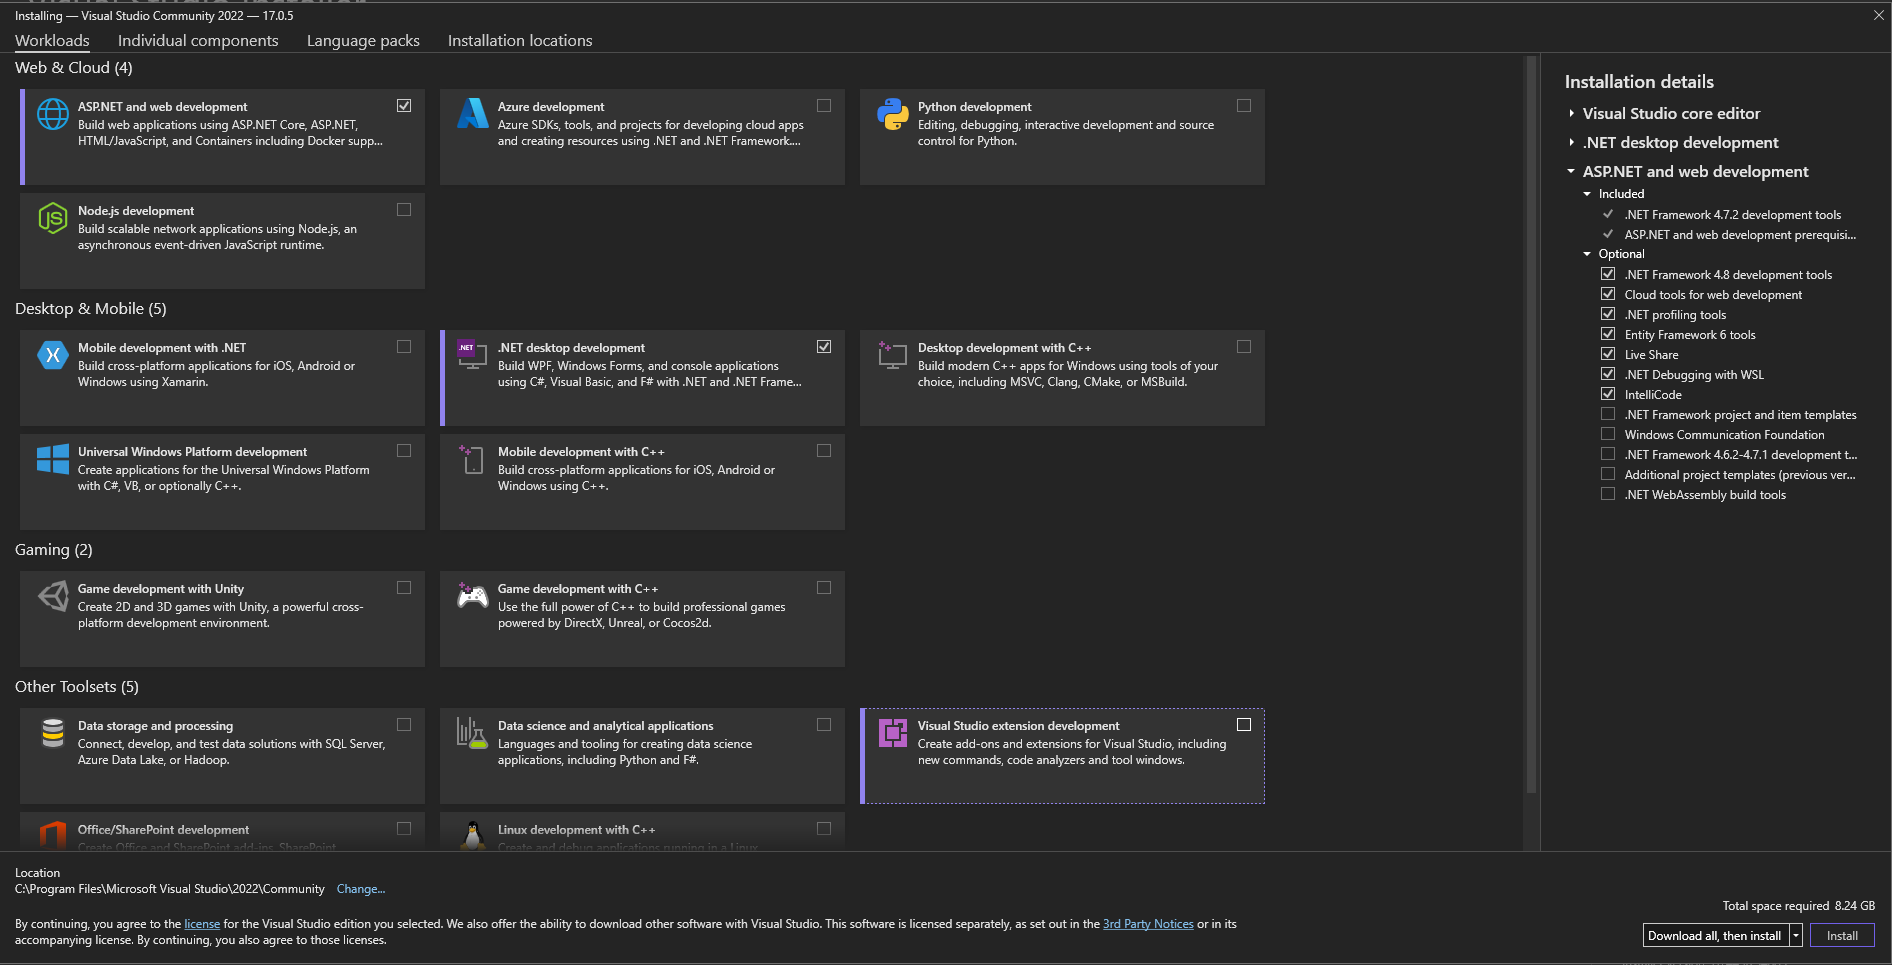 Installing — Visual Studio Community 2022 — 17.0.5
Workloads
Individual components
Language packs
Installation locations
Web & Cloud (4)
ASP.NET and web development
Build web applications using ASP.NET Core, ASP.NET,
HTML/JavaScript, and Containers including Docker supp...
Azure development
Azure SDKs, tools, and projects for developing cloud apps
and creating resources using .NET and .NET Framework....
Python development
Editing, debugging, interactive development and source
control for Python.
Node.js development
Build scalable network applications using Node.js, an
asynchronous event-driven JavaScript runtime.
Desktop & Mobile (5)
Mobile development with .NET
Build cross-platform applications for iOS, Android or
Windows using Xamarin.
.NET
.NET desktop development
Build WPF, Windows Forms, and console applications
using C#, Visual Basic, and F# with .NET and .NET Frame...
Desktop development with C++
Build modern C++ apps for Windows using tools of your
choice, including MSVC, Clang, CMake, or MSBuild.
Universal Windows Platform development
Create applications for the Universal Windows Platform
with C#, VB, or optionally C++.
Mobile development with C++
Build cross-platform applications for iOS, Android or
Windows using C++.
Gaming (2)
Game development with Unity
Create 2D and 3D games with Unity, a powerful cross-
platform development environment.
Game development with C++
Use the full power of C++ to build professional games
powered by DirectX, Unreal, or Cocos2d.
Other Toolsets (5)
Data storage and processing
Connect, develop, and test data solutions with SQL Server,
Azure Data Lake, or Hadoop.
Data science and analytical applications
Languages and tooling for creating data science
applications, including Python and F#.
Visual Studio extension development
Create add-ons and extensions for Visual Studio, including
new commands, code analyzers and tool windows.
Office/SharePoint development
Create Office and SharePoint add-ins, SharePoint
Linux development with C++
Create and debug applications running in a Linux
Installation details
Visual Studio core editor
.NET desktop development
ASP.NET and web development
Included
.NET Framework 4.7.2 development tools
ASP.NET and web development prerequisi...
Optional
.NET Framework 4.8 development tools
Cloud tools for web development
.NET profiling tools
Entity Framework 6 tools
Live Share
.NET Debugging with WSL
IntelliCode
.NET Framework project and item templates
Windows Communication Foundation
.NET Framework 4.6.2-4.7.1 development t...
Additional project templates (previous ver...
.NET WebAssembly build tools
Location
C:\Program Files\Microsoft Visual Studio\2022\Community Change...
By continuing, you agree to the license for the Visual Studio edition you selected. We also offer the ability to download other software with Visual Studio. This software is licensed separately, as set out in the 3rd Party Notices or in its
accompanying license. By continuing, you also agree to those licenses.
Total space required 8.24 GB
Download all, then install
Install